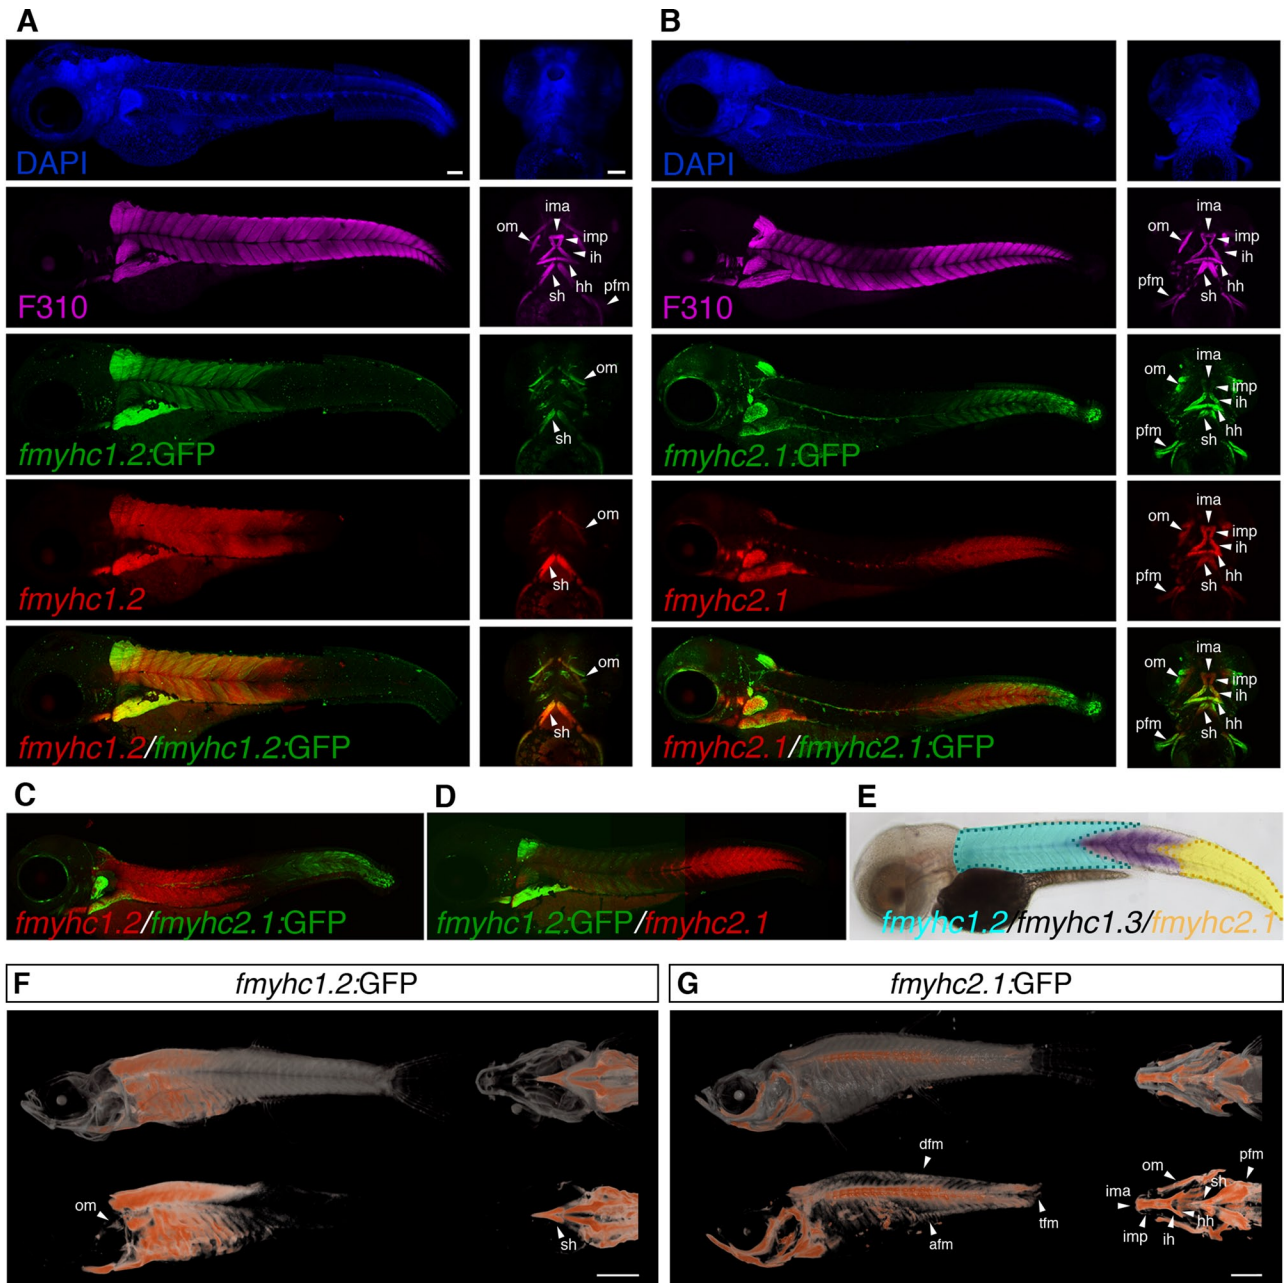 A
B
DAPI
DAPI
F310
ima
om
imp
ih
hh
sh
pfm
F310
ima
om
imp
ih
hh
sh
pfm
fmyhc1.2:GFP
om
sh
fmyhc2.1:GFP
ima
om
imp
ih
hh
sh
pfm
fmyhc1.2
om
sh
fmyhc2.1
ima
om
imp
ih
hh
sh
pfm
fmyhc1.2/fmyhc1.2:GFP
om
sh
fmyhc2.1/fmyhc2.1:GFP
ima
om
imp
ih
hh
sh
pfm
C
D
E
fmyhc1.2/fmyhc2.1:GFP
fmyhc1.2:GFP/fmyhc2.1
fmyhc1.2/fmyhc1.3/fmyhc2.1
F
fmyhc1.2:GFP
G
fmyhc2.1:GFP
om
sh
dfm
afm
tfm
om
pfm
sh
ima
hh
imp
ih